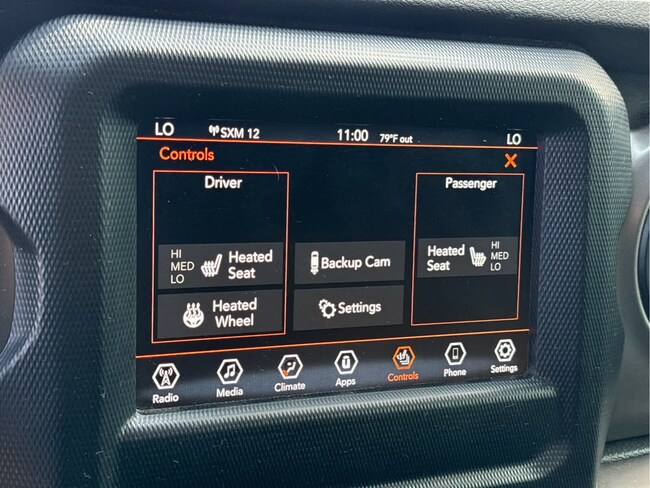 LO SXM 12 11:00 79°F out LO
Controls X
Driver
Passenger
HI
MED
LO
Heated
Seat
Backup Cam
Heated
Seat
HI
MED
LO
Heated
Wheel
Settings
Radio Media Climate Apps Controls Phone Settings